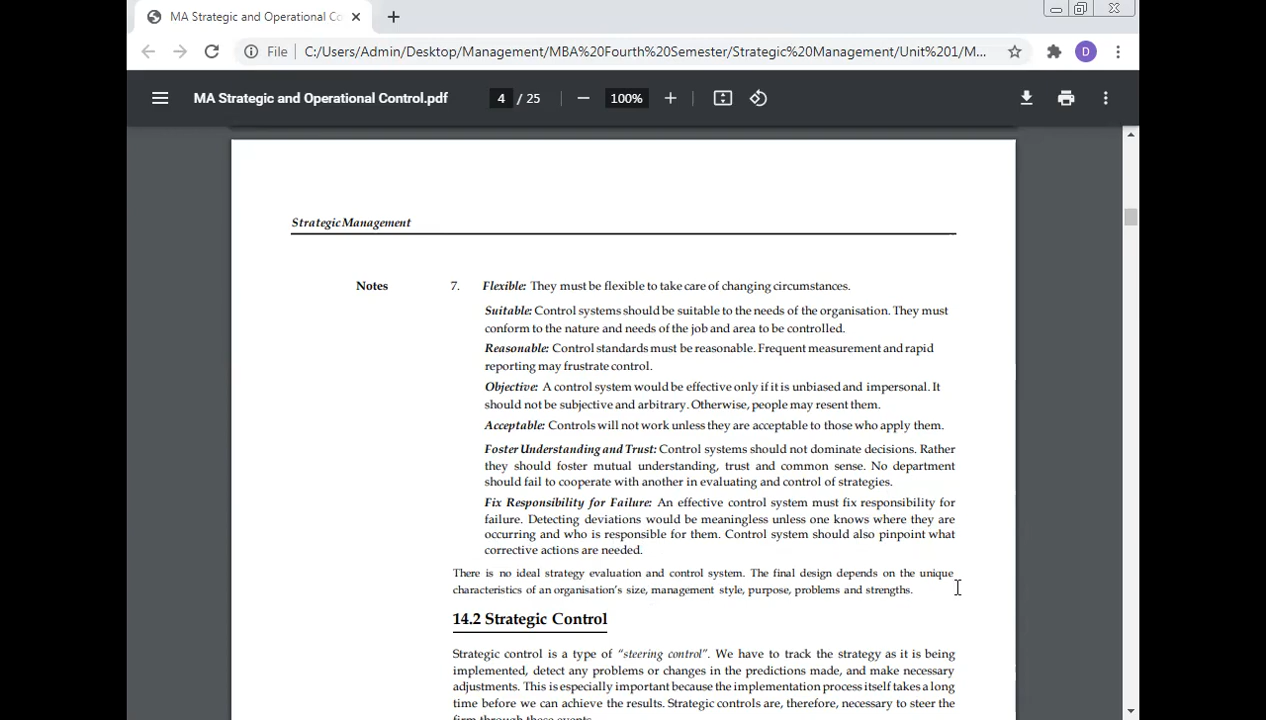 MA Strategic and Operational Co
File C:/Users/Admin/Desktop/Management/MBA%20Fourth%20Semester/Strategic%20Management/Unit%201/M...
D
MA Strategic and Operational Control.pdf 4 / 25 100%
Strategic Management
Notes 7. Flexible: They must be flexible to take care of changing circumstances.
Suitable: Control systems should be suitable to the needs of the organisation. They must
conform to the nature and needs of the job and area to be controlled.
Reasonable: Control standards must be reasonable. Frequent measurement and rapid
reporting may frustrate control.
Objective: A control system would be effective only if it is unbiased and impersonal. It
should not be subjective and arbitrary. Otherwise, people may resent them.
Acceptable: Controls will not work unless they are acceptable to those who apply them.
Foster Understanding and Trust: Control systems should not dominate decisions. Rather
they should foster mutual understanding, trust and common sense. No department
should fail to cooperate with another in evaluating and control of strategies.
Fix Responsibility for Failure: An effective control system must fix responsibility for
failure. Detecting deviations would be meaningless unless one knows where they are
occurring and who is responsible for them. Control system should also pinpoint what
corrective actions are needed.
There is no ideal strategy evaluation and control system. The final design depends on the unique
characteristics of an organisation's size, management style, purpose, problems and strengths.
14.2 Strategic Control
Strategic control is a type of "steering control". We have to track the strategy as it is being
implemented, detect any problems or changes in the predictions made, and make necessary
adjustments. This is especially important because the implementation process itself takes a long
time before we can achieve the results. Strategic controls are, therefore, necessary to steer the
firm through these events.